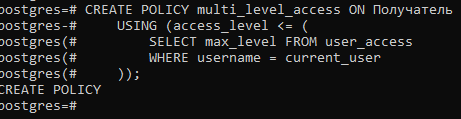 postgres=# CREATE POLICY multi_level_access ON Получатель
postgres-#     USING (access_level <= (
postgres(#         SELECT max_level FROM user_access
postgres(#         WHERE username = current_user
postgres(#     ));
CREATE POLICY
postgres=#